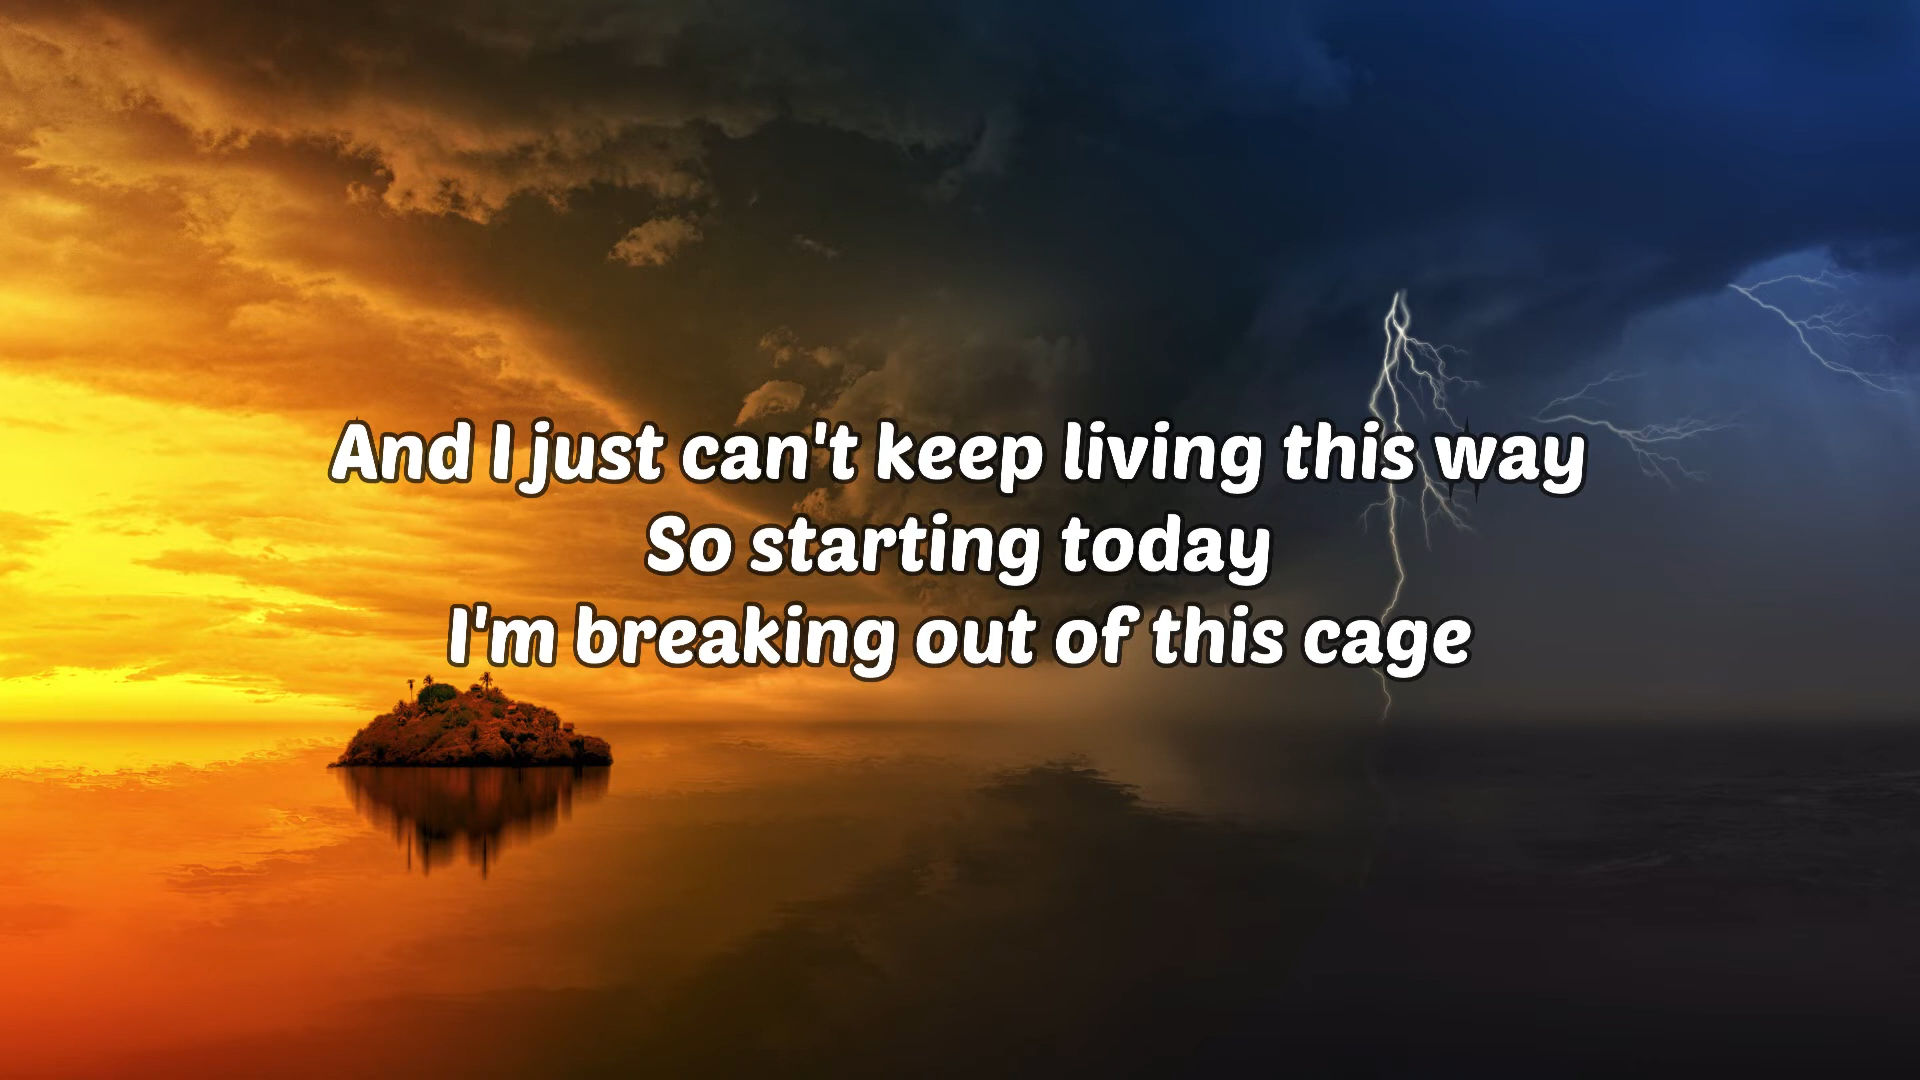 And I just can't keep living this way
So starting today
I'm breaking out of this cage